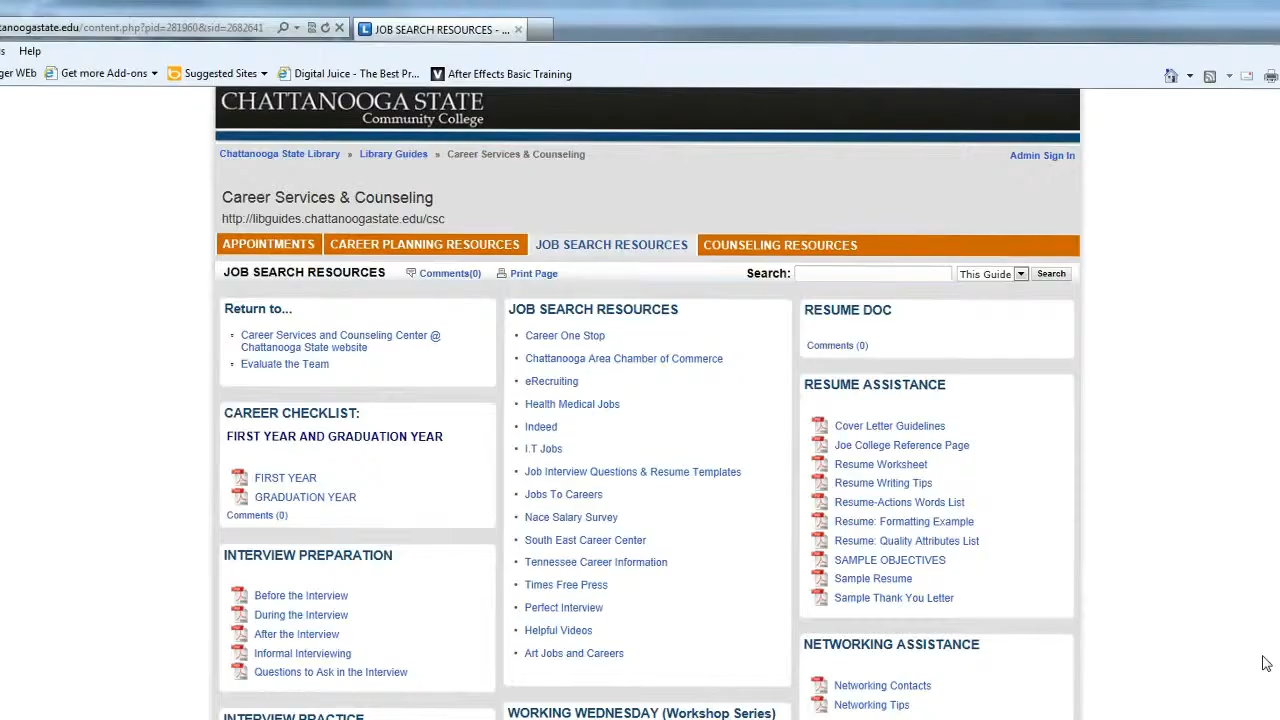 tanoogastate.edu/content.php?pid=281960&sid=2682641
JOB SEARCH RESOURCES - ...
Help
Get more Add-ons
Suggested Sites
Digital Juice - The Best Pr...
After Effects Basic Training
CHATTANOOGA STATE
Community College
Chattanooga State Library » Library Guides » Career Services & Counseling
Admin Sign In
Career Services & Counseling
http://libguides.chattanoogastate.edu/csc
APPOINTMENTS
CAREER PLANNING RESOURCES
JOB SEARCH RESOURCES
COUNSELING RESOURCES
JOB SEARCH RESOURCES
Comments(0)
Print Page
Search:
This Guide
Search
Return to...
Career Services and Counseling Center @
Chattanooga State website
Evaluate the Team
CAREER CHECKLIST:
FIRST YEAR AND GRADUATION YEAR
FIRST YEAR
GRADUATION YEAR
Comments (0)
INTERVIEW PREPARATION
Before the Interview
During the Interview
After the Interview
Informal Interviewing
Questions to Ask in the Interview
INTERVIEW PRACTICE
JOB SEARCH RESOURCES
Career One Stop
Chattanooga Area Chamber of Commerce
eRecruiting
Health Medical Jobs
Indeed
I.T Jobs
Job Interview Questions & Resume Templates
Jobs To Careers
Nace Salary Survey
South East Career Center
Tennessee Career Information
Times Free Press
Perfect Interview
Helpful Videos
Art Jobs and Careers
WORKING WEDNESDAY (Workshop Series)
RESUME DOC
Comments (0)
RESUME ASSISTANCE
Cover Letter Guidelines
Joe College Reference Page
Resume Worksheet
Resume Writing Tips
Resume-Actions Words List
Resume: Formatting Example
Resume: Quality Attributes List
SAMPLE OBJECTIVES
Sample Resume
Sample Thank You Letter
NETWORKING ASSISTANCE
Networking Contacts
Networking Tips